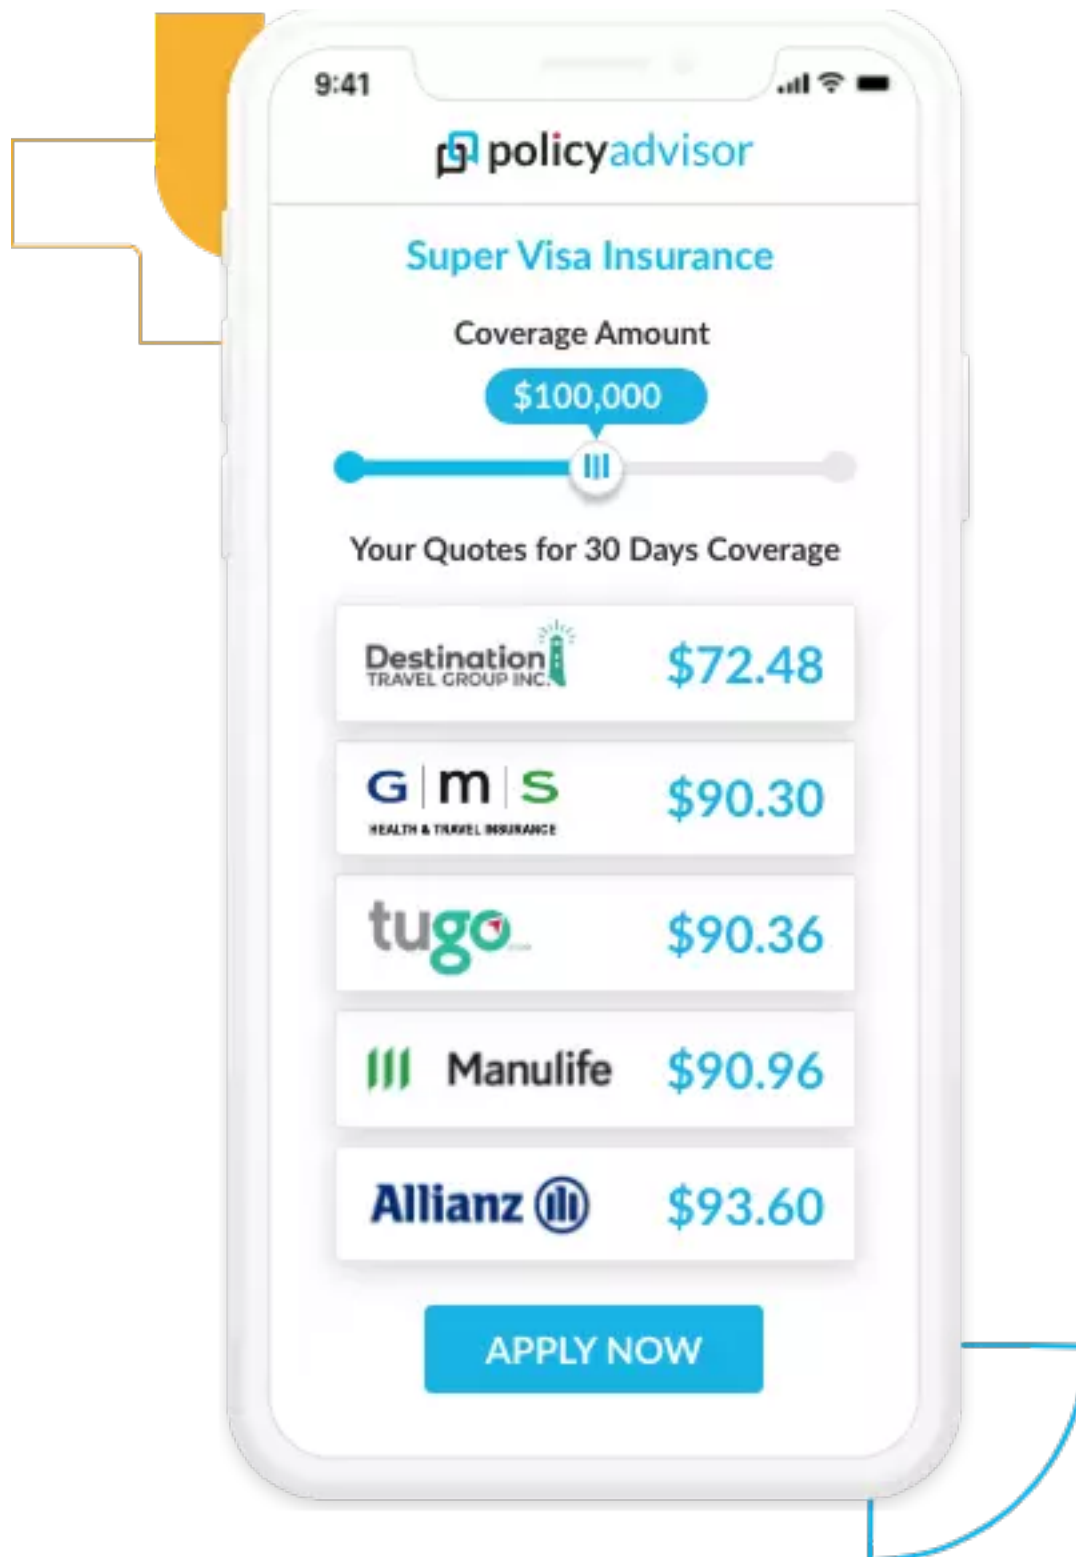 9:41
policyadvisor
Super Visa Insurance
Coverage Amount
$100,000
Your Quotes for 30 Days Coverage
Destination
TRAVEL GROUP INC.
$72.48
G|m|S
HEALTH & TRAVEL INSURANCE
$90.30
tugo
$90.36
Manulife
$90.96
Allianz
$93.60
APPLY NOW